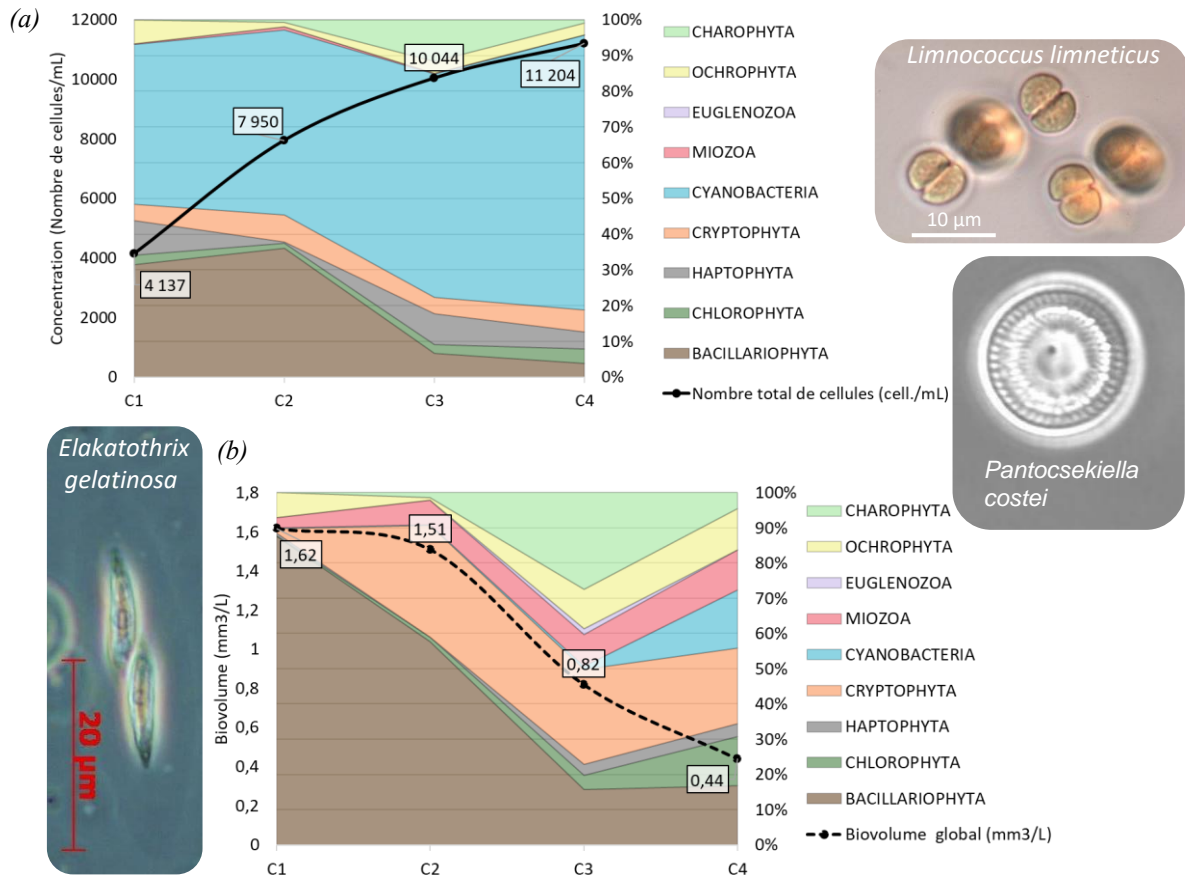 (a)
12000
10000
8000
6000
4000
2000
0
Concentration (Nombre de cellules/mL)
4 137
7 950
10 044
11 204
100%
90%
80%
70%
60%
50%
40%
30%
20%
10%
0%
C1
C2
C3
C4
CHAROPHYTA
OCHROPHYTA
EUGLENOZOA
MIOZOA
CYANOBACTERIA
CRYPTOPHYTA
HAPTOPHYTA
CHLOROPHYTA
BACILLARIOPHYTA
Nombre total de cellules (cell./mL)
Limnococcus limneticus
10 µm
Pantocsekiella
costei
Elakatothrix
gelatinosa
20 µm
(b)
1,8
1,6
1,4
1,2
1
0,8
0,6
0,4
0,2
0
Biovolume (mm3/L)
1,62
1,51
0,82
0,44
100%
90%
80%
70%
60%
50%
40%
30%
20%
10%
0%
C1
C2
C3
C4
CHAROPHYTA
OCHROPHYTA
EUGLENOZOA
MIOZOA
CYANOBACTERIA
CRYPTOPHYTA
HAPTOPHYTA
CHLOROPHYTA
BACILLARIOPHYTA
Biovolume global (mm3/L)